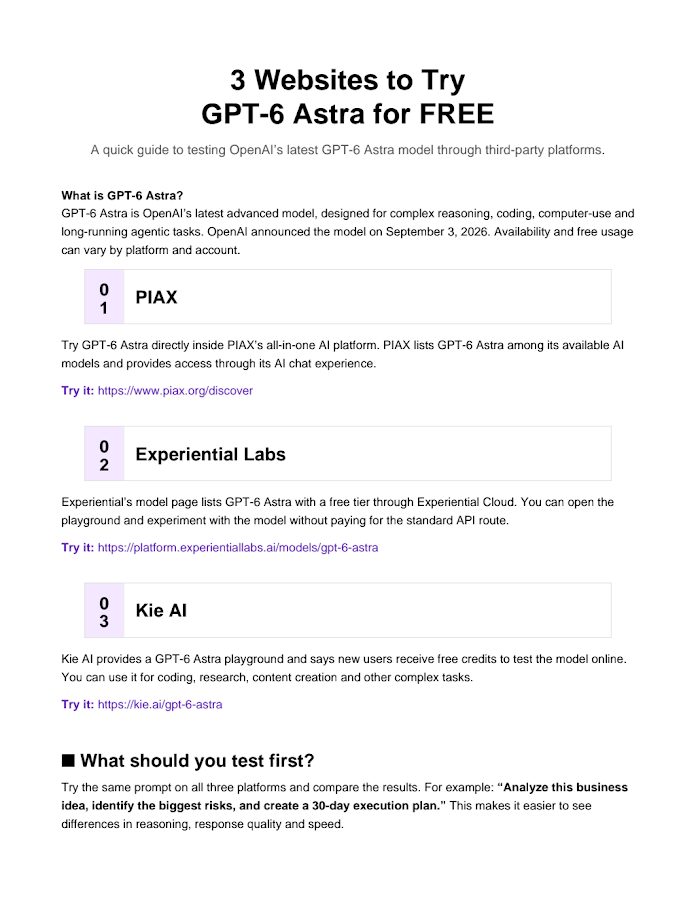 3 Websites to Try
GPT-6 Astra for FREE
A quick guide to testing OpenAI's latest GPT-6 Astra model through third-party platforms.
What is GPT-6 Astra?
GPT-6 Astra is OpenAI's latest advanced model, designed for complex reasoning, coding, computer-use and
long-running agentic tasks. OpenAI announced the model on September 3, 2026. Availability and free usage
can vary by platform and account.
0
1
PIAX
Try GPT-6 Astra directly inside PIAX's all-in-one AI platform. PIAX lists GPT-6 Astra among its available AI
models and provides access through its AI chat experience.
Try it: https://www.piax.org/discover
0
2
Experiential Labs
Experiential's model page lists GPT-6 Astra with a free tier through Experiential Cloud. You can open the
playground and experiment with the model without paying for the standard API route.
Try it: https://platform.experientiallabs.ai/models/gpt-6-astra
0
3
Kie AI
Kie AI provides a GPT-6 Astra playground and says new users receive free credits to test the model online.
You can use it for coding, research, content creation and other complex tasks.
Try it: https://kie.ai/gpt-6-astra
■ What should you test first?
Try the same prompt on all three platforms and compare the results. For example: “Analyze this business
idea, identify the biggest risks, and create a 30-day execution plan.” This makes it easier to see
differences in reasoning, response quality and speed.